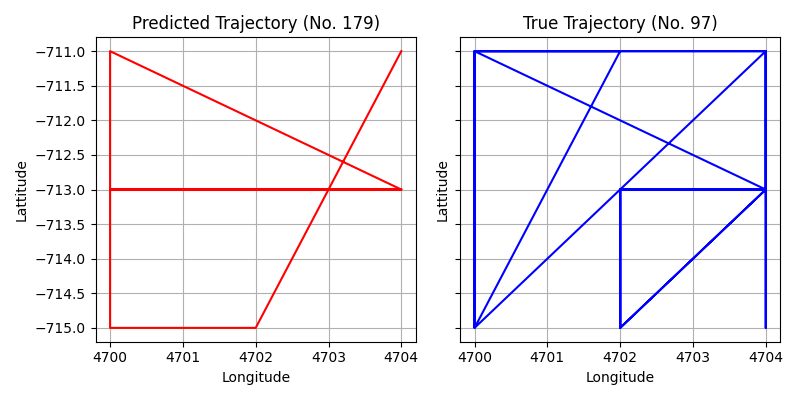 Predicted Trajectory (No. 179)
True Trajectory (No. 97)
−711.0
−711.5
−712.0
−712.5
−713.0
−713.5
−714.0
−714.5
−715.0
Lattitude
Lattitude
4700 4701 4702 4703 4704
4700 4701 4702 4703 4704
Longitude
Longitude